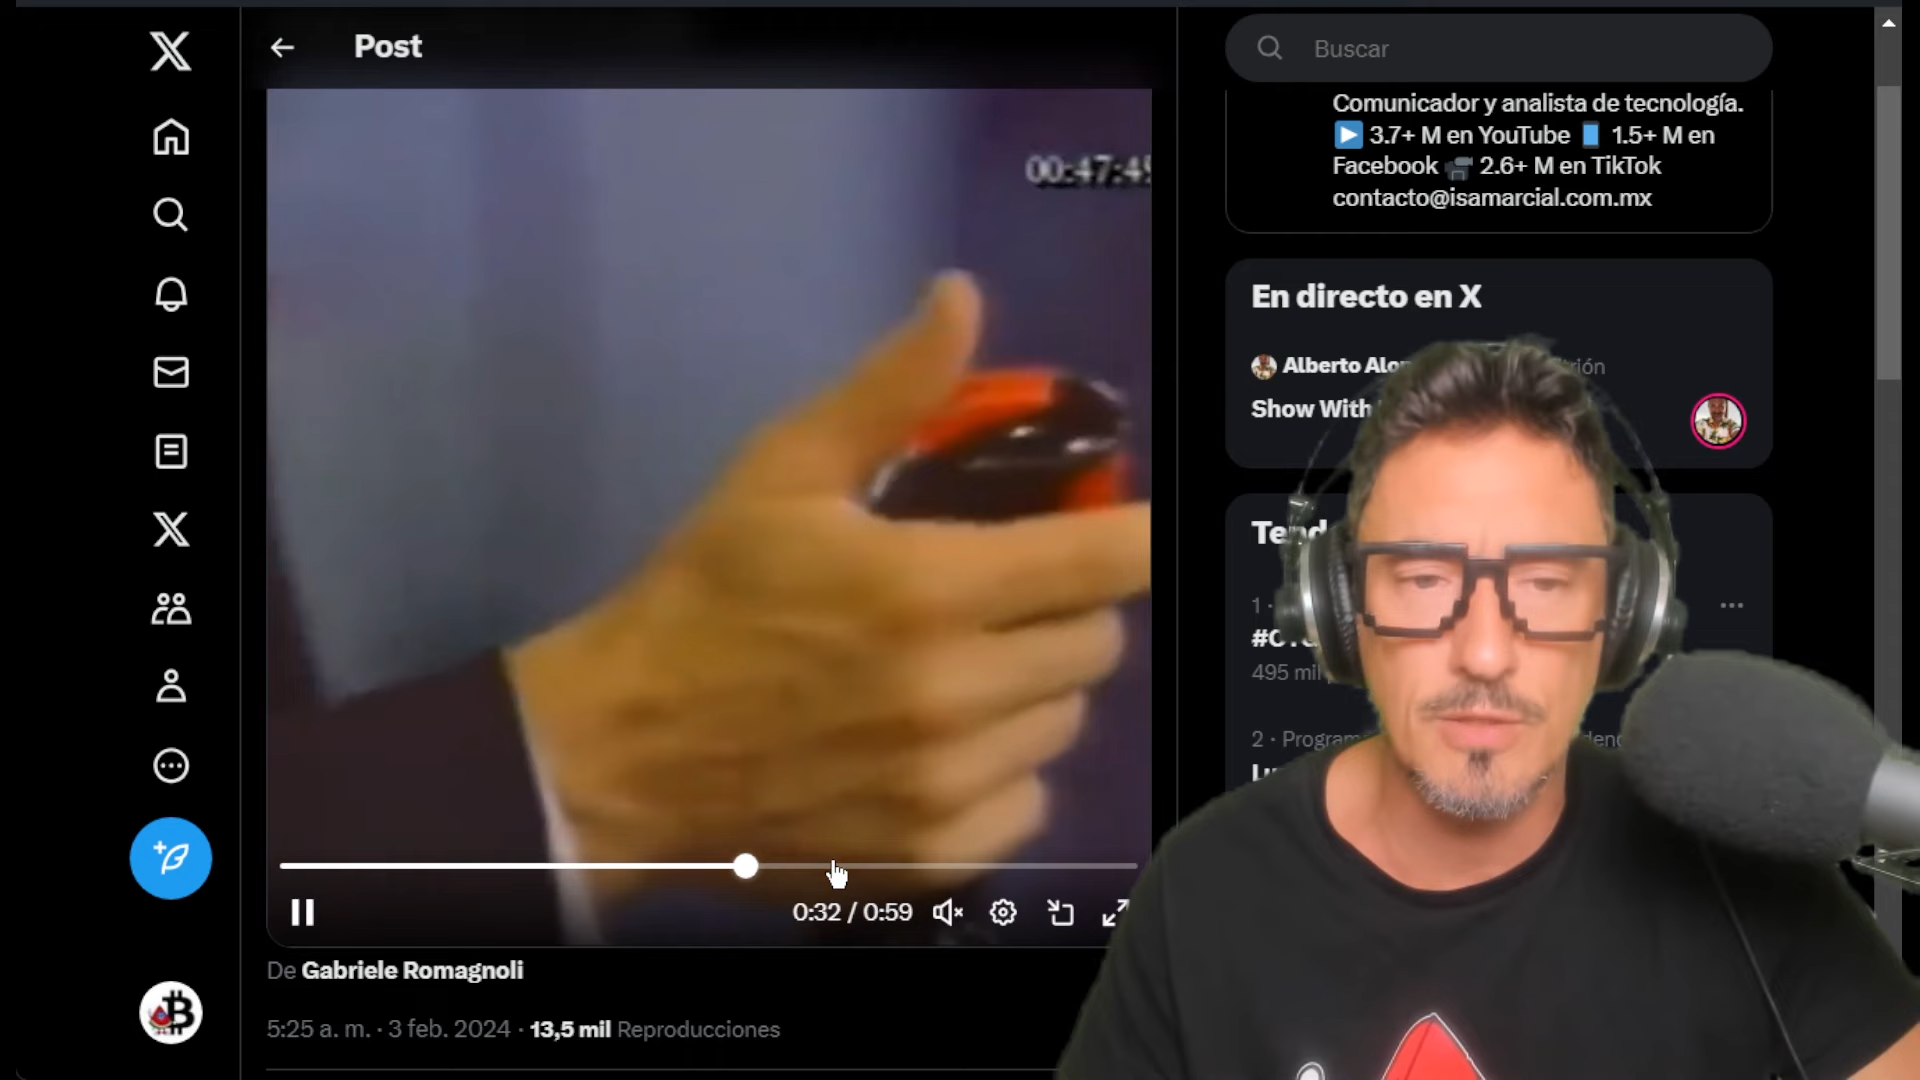 Post
Buscar
00:47:4
Comunicador y analista de tecnología.
3.7+ M en YouTube 1.5+ M en
Facebook 2.6+ M en TikTok
contacto@isamarcial.com.mx
En directo en X
Alberto
Show With
1 ·
495 mil
2 ·
0:32 / 0:59
De Gabriele Romagnoli
5:25 a. m. · 3 feb. 2024 · 13,5 mil Reproducciones